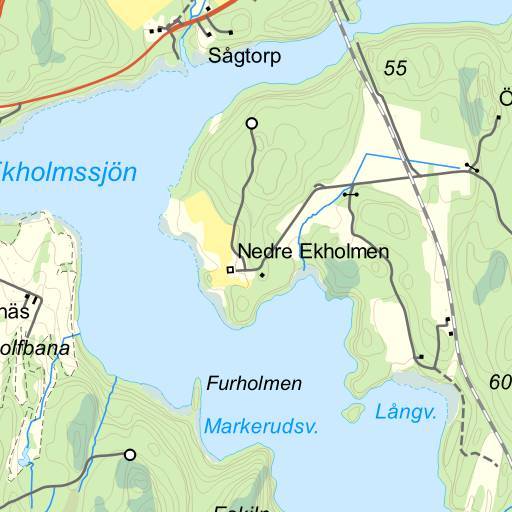 Sågtorp
55
Ö
kholmssjön
Nedre Ekholmen
näs
olfbana
Furholmen
60
Långv.
Markerudsv.